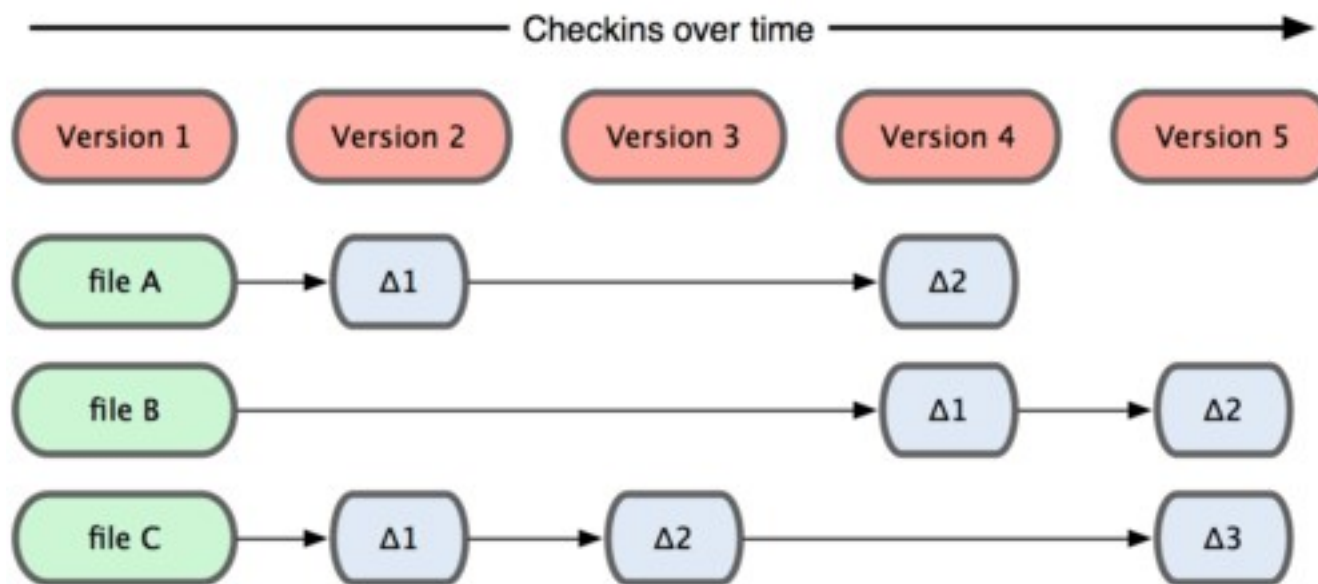 Checkins over time
Version 1 Version 2 Version 3 Version 4 Version 5
file A Δ1 Δ2
file B Δ1 Δ2
file C Δ1 Δ2 Δ3